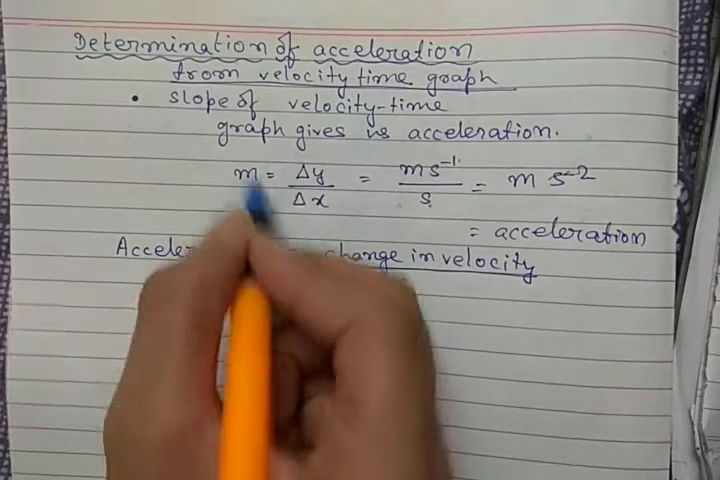 Determination of acceleration
from velocity time graph
• slope of velocity-time
graph gives us acceleration.
m = Δy/Δx = ms⁻¹/s = m s⁻²
= acceleration
change in velocity